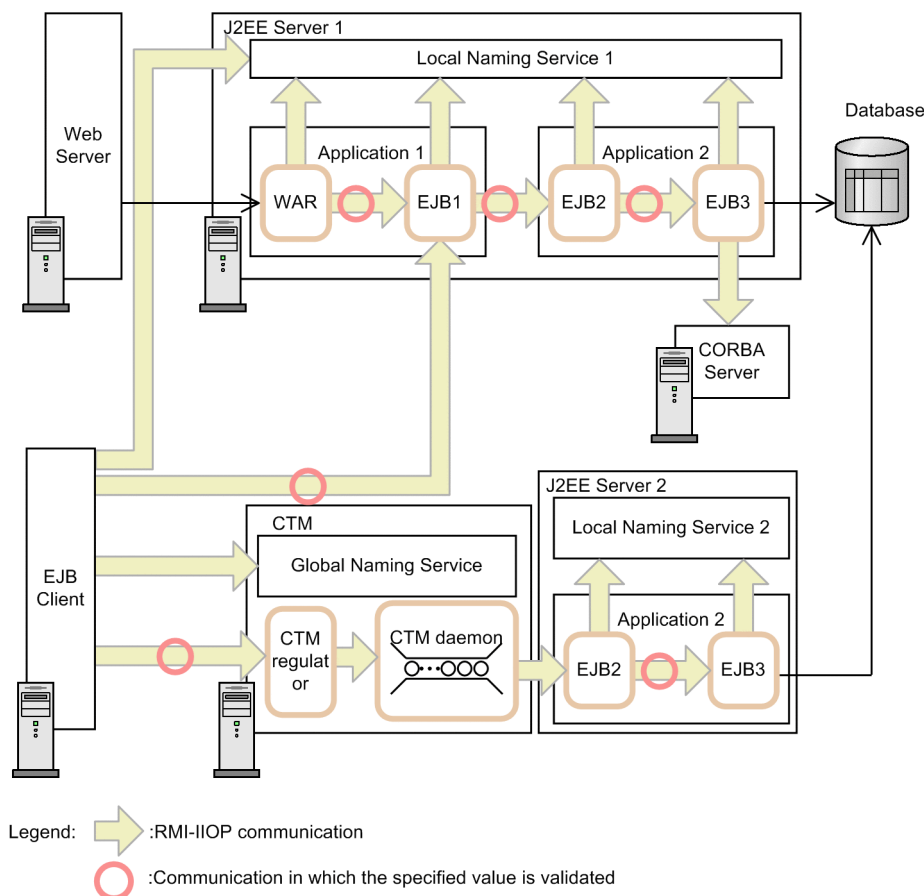 J2EE Server 1
Local Naming Service 1
Web
Server
Application 1
Application 2
Database
WAR
EJB1
EJB2
EJB3
CORBA
Server
EJB
Client
CTM
Global Naming Service
CTM
regulat
or
CTM daemon
J2EE Server 2
Local Naming Service 2
Application 2
EJB2
EJB3
Legend:
:RMI-IIOP communication
:Communication in which the specified value is validated